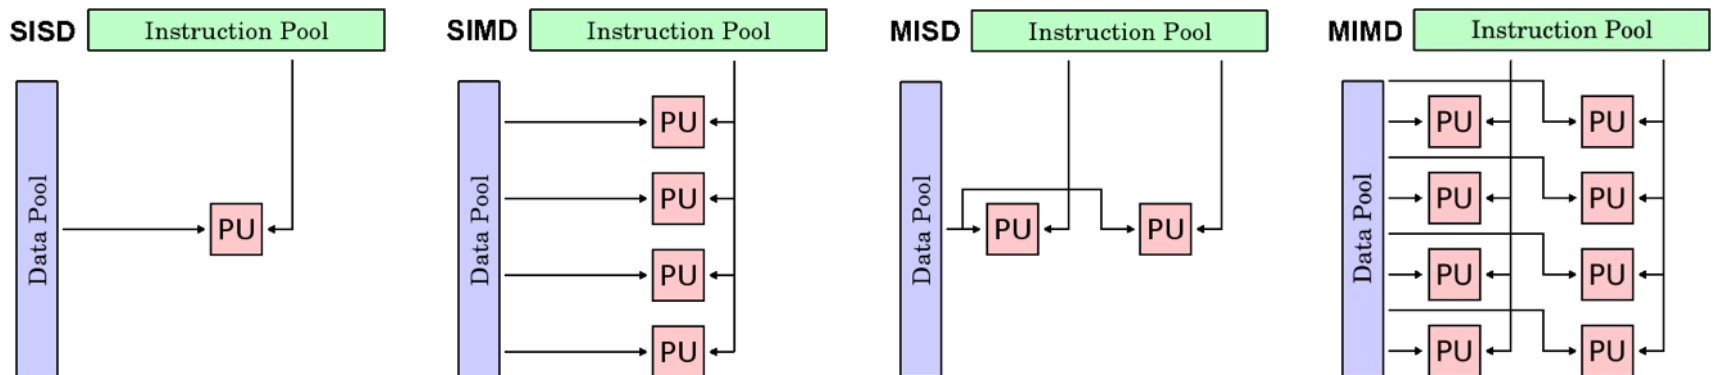 SISD Instruction Pool
Data Pool
PU
SIMD Instruction Pool
Data Pool
PU
PU
PU
PU
MISD Instruction Pool
Data Pool
PU PU
MIMD Instruction Pool
Data Pool
PU PU
PU PU
PU PU
PU PU